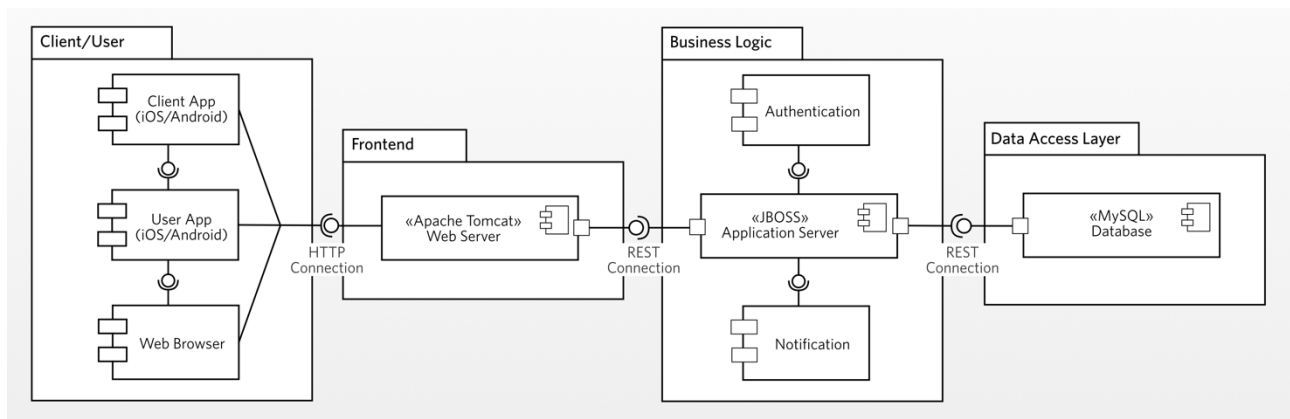 Client/User
Client App
(iOS/Android)
User App
(iOS/Android)
Web Browser
HTTP
Connection
Frontend
«Apache Tomcat»
Web Server
REST
Connection
Business Logic
Authentication
«JBOSS»
Application Server
Notification
REST
Connection
Data Access Layer
«MySQL»
Database